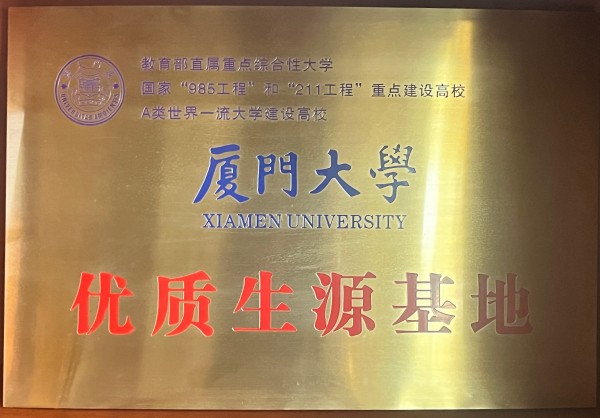 教育部直属重点综合性大学
国家“985工程”和“211工程”重点建设高校
A类世界一流大学建设高校
厦門大學
XIAMEN UNIVERSITY
优质生源基地